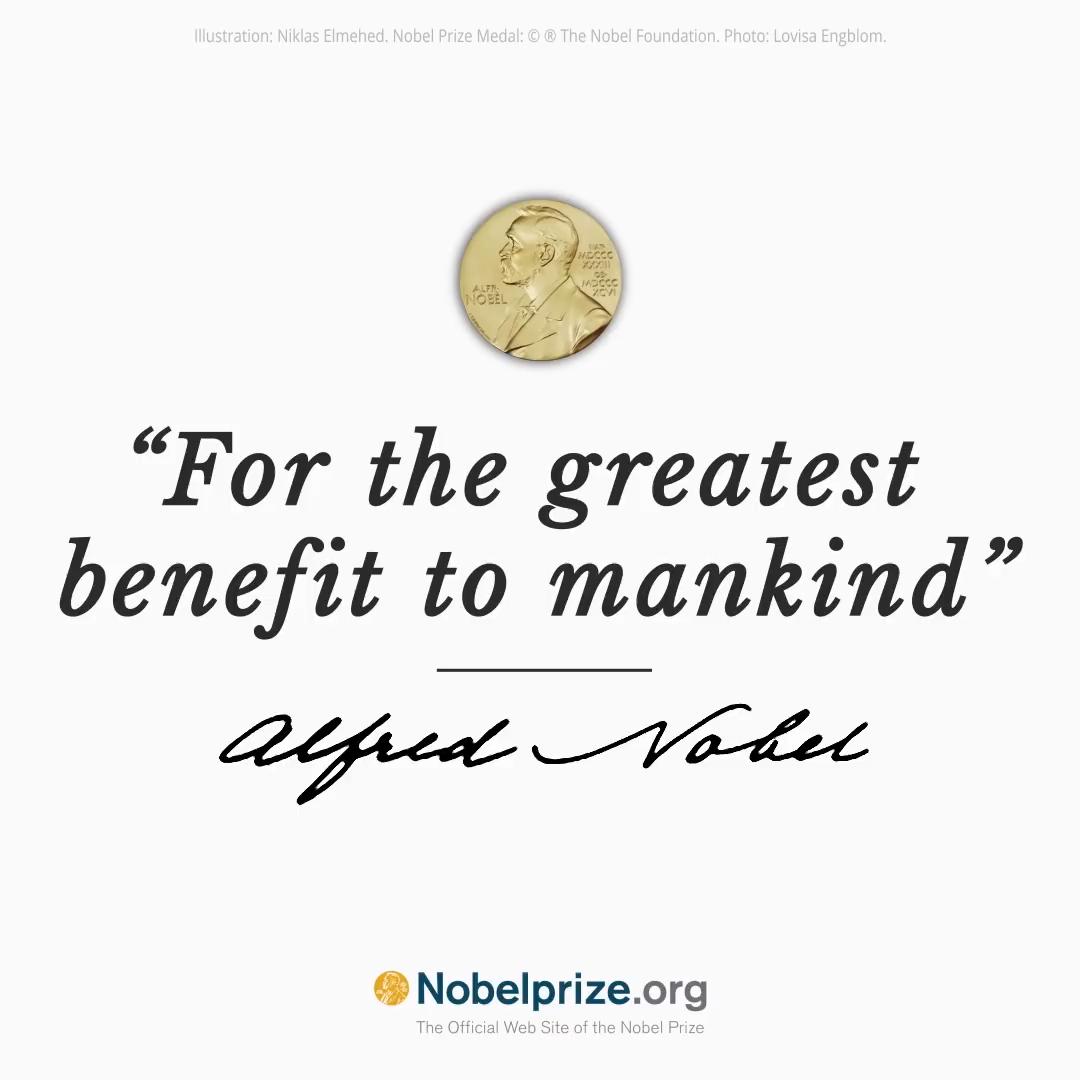 Illustration: Niklas Elmehed. Nobel Prize Medal: © ® The Nobel Foundation. Photo: Lovisa Engblom.
ALFR.
NOBEL
NAT.
MDCCC
XXXIII
OB.
MDCCC
XCVI
“For the greatest
benefit to mankind”
Alfred Nobel
Nobelprize.org
The Official Web Site of the Nobel Prize